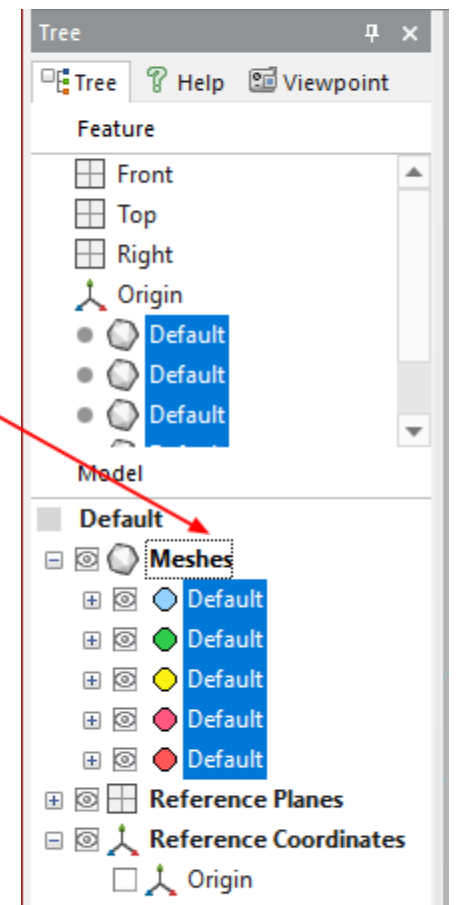 Tree
Tree Help Viewpoint
Feature
Front
Top
Right
Origin
Default
Default
Default
Model
Default
Meshes
Default
Default
Default
Default
Default
Reference Planes
Reference Coordinates
Origin